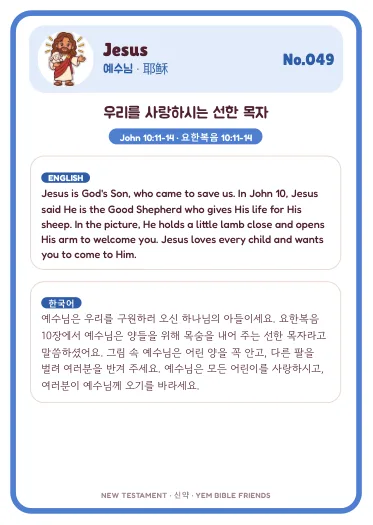 Jesus
예수님 · 耶穌
No.049
우리를 사랑하시는 선한 목자
John 10:11-14 · 요한복음 10:11-14
ENGLISH
Jesus is God's Son, who came to save us. In John 10, Jesus
said He is the Good Shepherd who gives His life for His
sheep. In the picture, He holds a little lamb close and opens
His arm to welcome you. Jesus loves every child and wants
you to come to Him.
한국어
예수님은 우리를 구원하러 오신 하나님의 아들이세요. 요한복음
10장에서 예수님은 양들을 위해 목숨을 내어 주는 선한 목자라고
말씀하셨어요. 그림 속 예수님은 어린 양을 꼭 안고, 다른 팔을
벌려 여러분을 반겨 주세요. 예수님은 모든 어린이를 사랑하시고,
여러분이 예수님께 오기를 바라세요.
NEW TESTAMENT · 신약 · YEM BIBLE FRIENDS